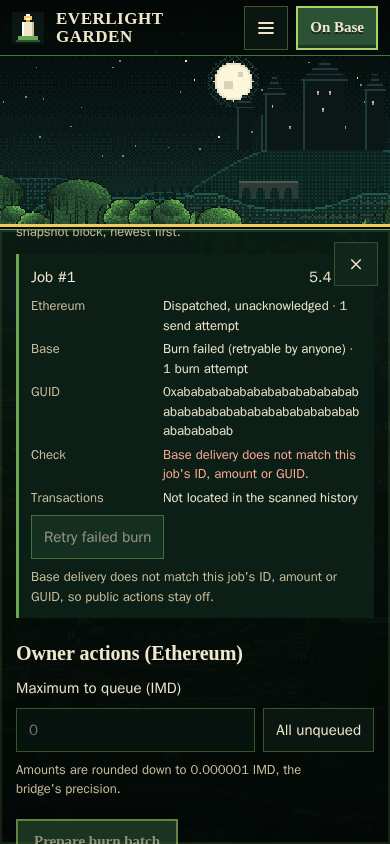 EVERLIGHT
GARDEN
On Base
snapshot block, newest first.
Job #1
5.4
Ethereum
Dispatched, unacknowledged · 1
send attempt
Base
Burn failed (retryable by anyone) ·
1 burn attempt
GUID
0xabababababababababababababab
abababababababababababababab
ababababab
Check
Base delivery does not match this
job's ID, amount or GUID.
Transactions
Not located in the scanned history
Retry failed burn
Base delivery does not match this job's ID, amount or
GUID, so public actions stay off.
Owner actions (Ethereum)
Maximum to queue (IMD)
0
All unqueued
Amounts are rounded down to 0.000001 IMD, the
bridge's precision.
Prepare burn batch